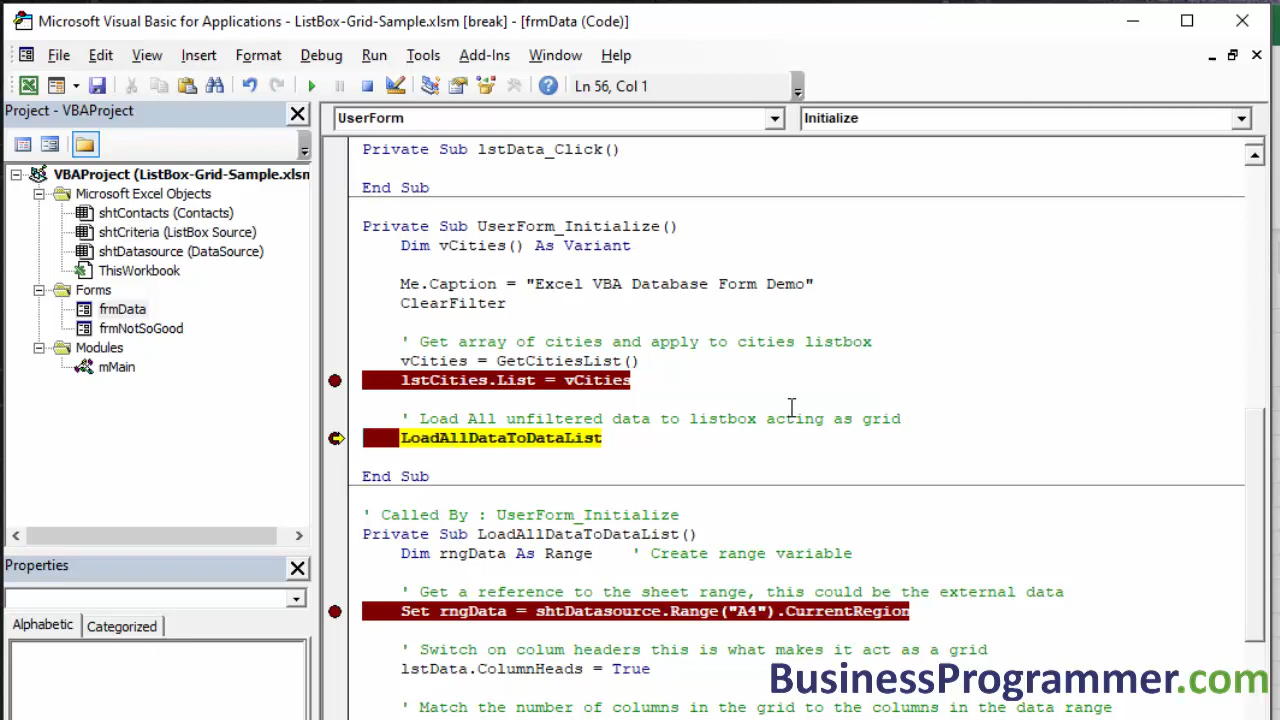 Microsoft Visual Basic for Applications - ListBox-Grid-Sample.xlsm [break] - [frmData (Code)]
File Edit View Insert Format Debug Run Tools Add-Ins Window Help
Ln 56, Col 1
Project - VBAProject
VBAProject (ListBox-Grid-Sample.xlsm
Microsoft Excel Objects
shtContacts (Contacts)
shtCriteria (ListBox Source)
shtDatasource (DataSource)
ThisWorkbook
Forms
frmData
frmNotSoGood
Modules
mMain
Properties
Alphabetic Categorized
UserForm Initialize
Private Sub lstData_Click()
End Sub
Private Sub UserForm_Initialize()
Dim vCities() As Variant
Me.Caption = "Excel VBA Database Form Demo"
ClearFilter
' Get array of cities and apply to cities listbox
vCities = GetCitiesList()
lstCities.List = vCities
' Load All unfiltered data to listbox acting as grid
LoadAllDataToDataList
End Sub
' Called By : UserForm_Initialize
Private Sub LoadAllDataToDataList()
Dim rngData As Range ' Create range variable
' Get a reference to the sheet range, this could be the external data
Set rngData = shtDatasource.Range("A4").CurrentRegion
' Switch on colum headers this is what makes it act as a grid
lstData.ColumnHeads = True
' Match the number of columns in the grid to the columns in the data range
BusinessProgrammer.com